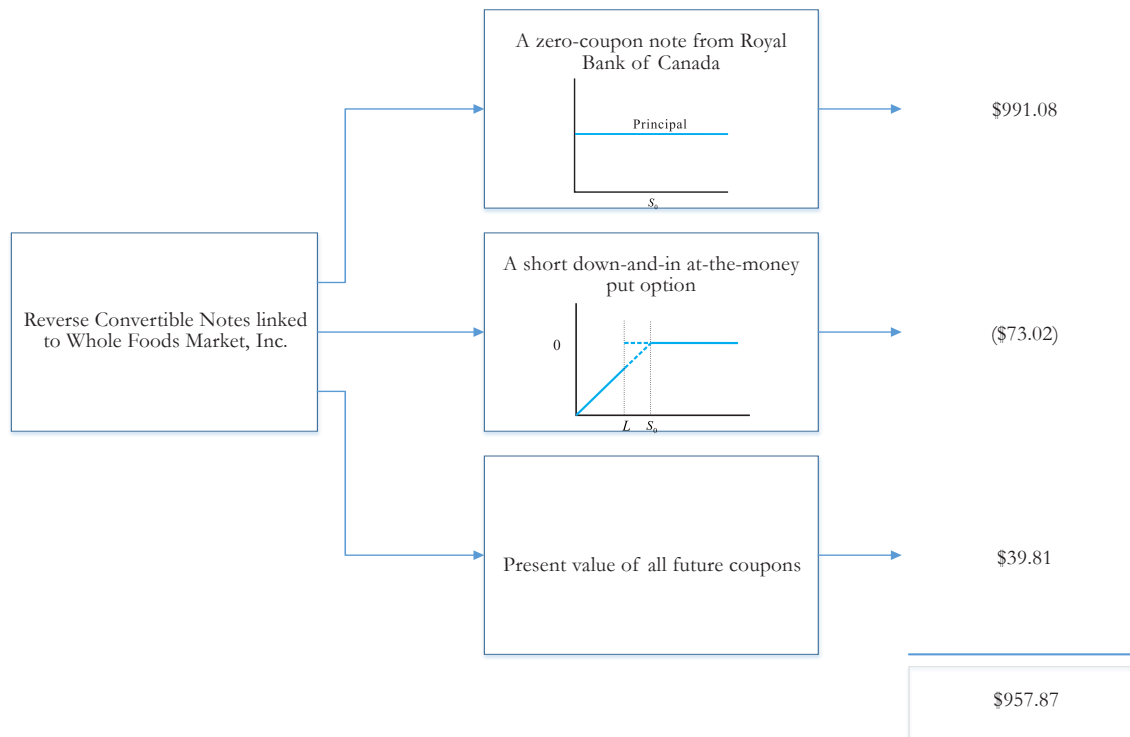 Reverse Convertible Notes linked
to Whole Foods Market, Inc.
A zero-coupon note from Royal
Bank of Canada
Principal
S₀
$991.08
A short down-and-in at-the-money
put option
0
L S₀
($73.02)
Present value of all future coupons
$39.81
$957.87